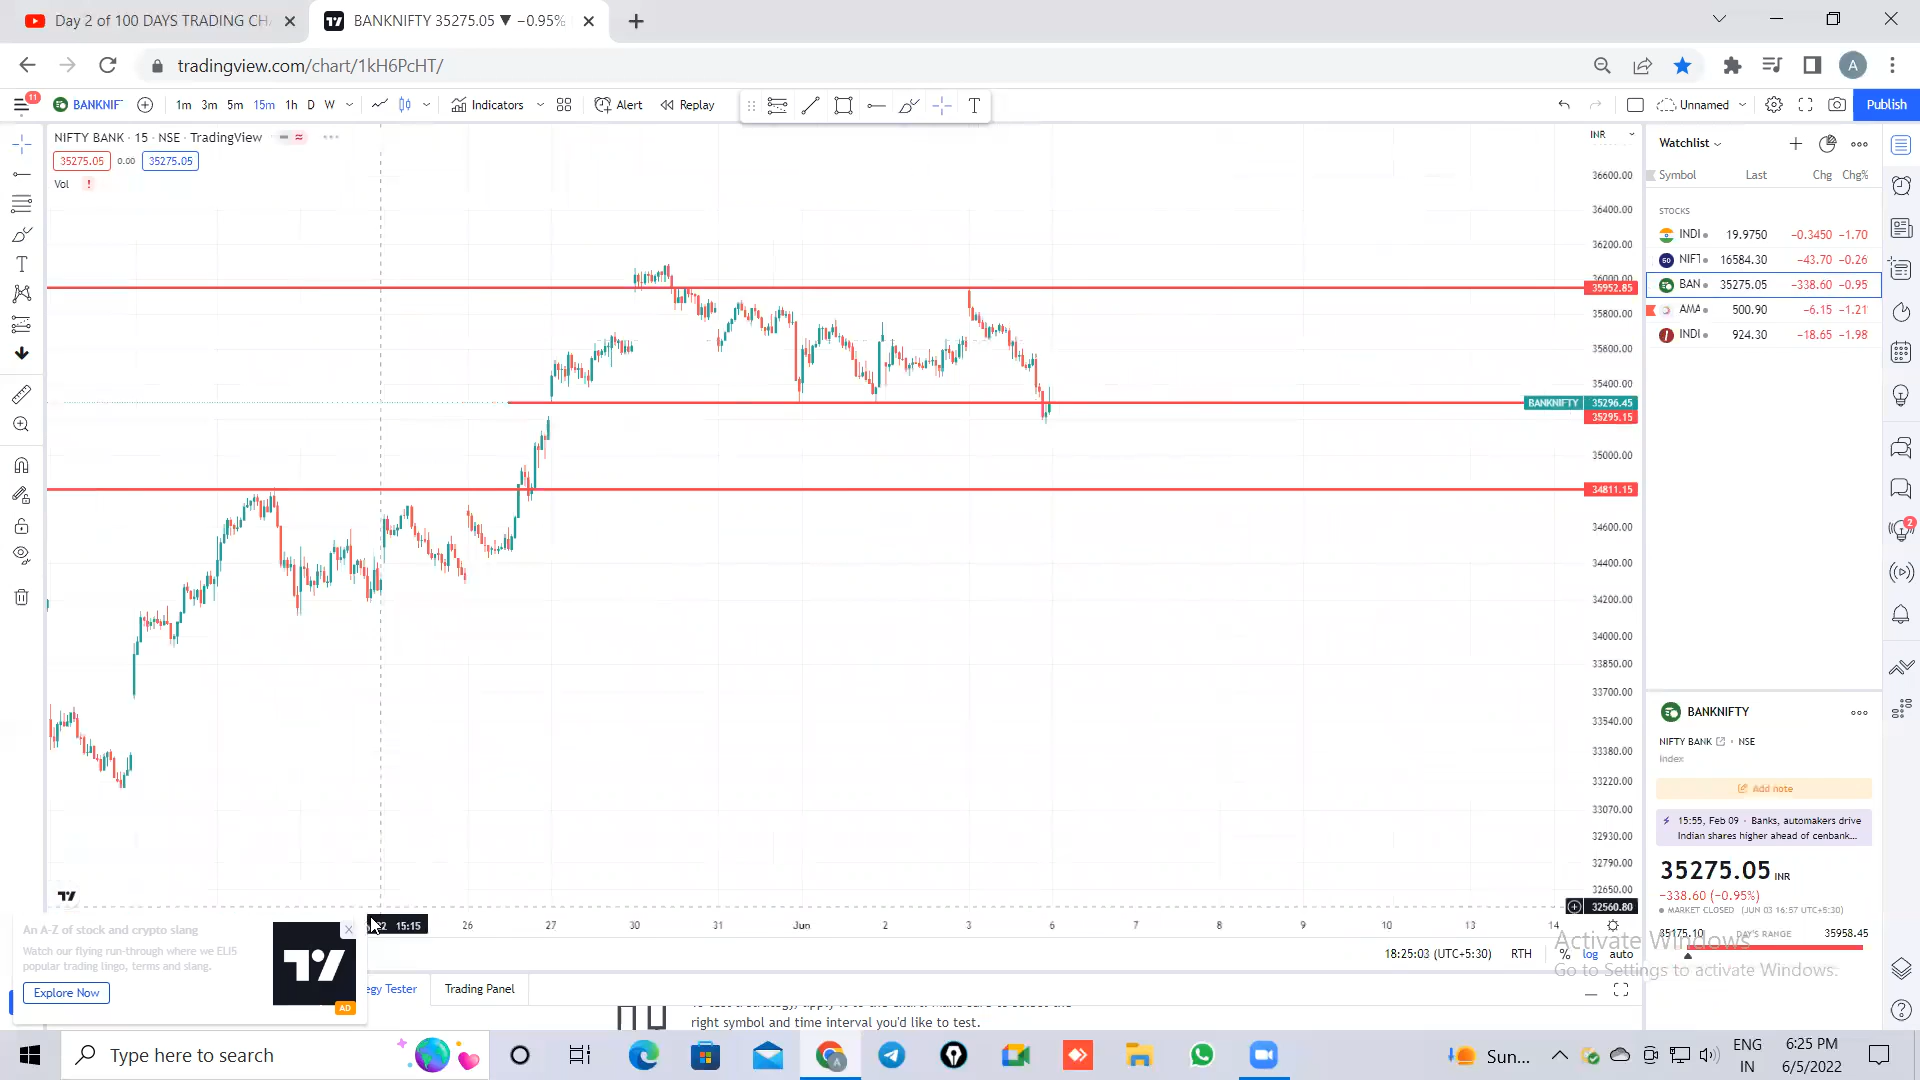 Day 2 of 100 DAYS TRADING CH
BANKNIFTY 35275.05 ▼ −0.95%
tradingview.com/chart/1kH6PcHT/
A
11
BANKNIF
1m 3m 5m 15m 1h D W
Indicators
Alert
Replay
T
Unnamed
Publish
NIFTY BANK · 15 · NSE · TradingView
35275.05 0.00 35275.05
Vol !
INR
36600.00
36400.00
36200.00
36000.00
35952.85
35800.00
35600.00
35400.00
BANKNIFTY 35296.45
35295.15
35000.00
34811.15
34600.00
34400.00
34200.00
34000.00
33850.00
33700.00
33540.00
33380.00
33220.00
33070.00
32930.00
32790.00
32650.00
32560.80
22 15:15
26 27 30 31 Jun 2 3 6 7 8 9 10 13 14
18:25:03 (UTC+5:30) RTH % log auto
Watchlist
Symbol Last Chg Chg%
STOCKS
INDI 19.9750 −0.3450 −1.70
NIFT 16584.30 −43.70 −0.26
BAN 35275.05 −338.60 −0.95
AMA 500.90 −6.15 −1.21
INDI 924.30 −18.65 −1.98
2
BANKNIFTY
NIFTY BANK · NSE
Index
Add note
15:55, Feb 09 · Banks, automakers drive
Indian shares higher ahead of cenbank...
35275.05 INR
−338.60 (−0.95%)
MARKET CLOSED (JUN 03 16:57 UTC+5:30)
35175.10 DAY'S RANGE 35958.45
Activate Windows
Go to Settings to activate Windows.
An A-Z of stock and crypto slang
Watch our flying run-through where we ELI5
popular trading lingo, terms and slang.
Explore Now
AD
egy Tester
Trading Panel
right symbol and time interval you'd like to test.
Type here to search
Sun...
ENG
IN
6:25 PM
6/5/2022